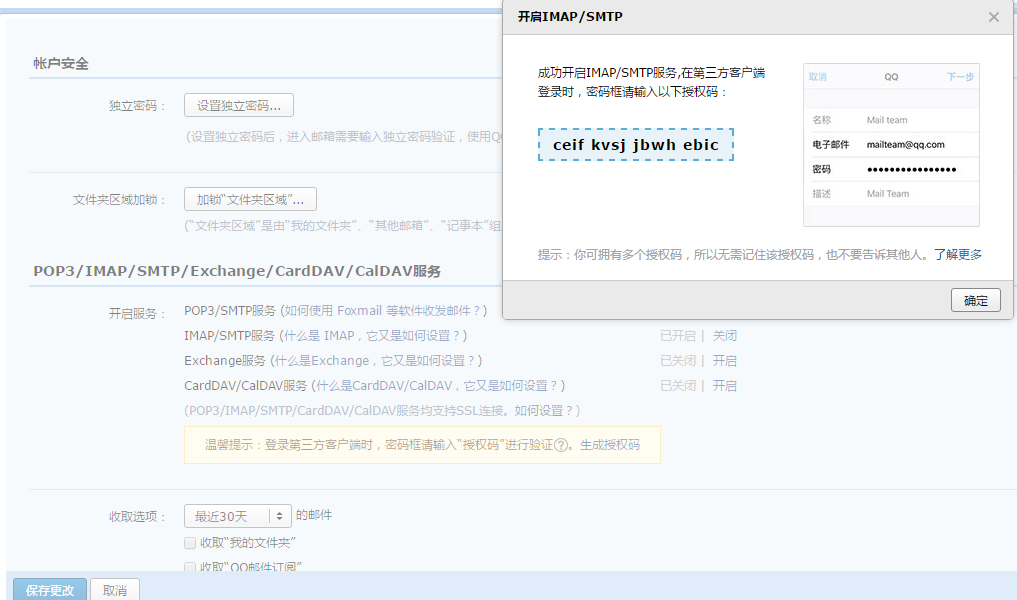 开启IMAP/SMTP
成功开启IMAP/SMTP服务,在第三方客户端
登录时，密码框请输入以下授权码：
ceif kvsj jbwh ebic
取消 QQ 下一步
名称 Mail team
电子邮件 mailteam@qq.com
密码 ●●●●●●●●●●●●●●●
描述 Mail Team
提示：你可拥有多个授权码，所以无需记住该授权码，也不要告诉其他人。了解更多
确定
帐户安全
独立密码： 设置独立密码...
(设置独立密码后，进入邮箱需要输入独立密码验证，使用
文件夹区域加锁： 加锁“文件夹区域”...
(“文件夹区域”是由“我的文件夹”、“其他邮箱”、“记事本”组
POP3/IMAP/SMTP/Exchange/CardDAV/CalDAV服务
开启服务： POP3/SMTP服务 (如何使用 Foxmail 等软件收发邮件？)
IMAP/SMTP服务 (什么是 IMAP，它又是如何设置？) 已开启 | 关闭
Exchange服务 (什么是Exchange，它又是如何设置？) 已关闭 | 开启
CardDAV/CalDAV服务 (什么是CardDAV/CalDAV，它又是如何设置？) 已关闭 | 开启
(POP3/IMAP/SMTP/CardDAV/CalDAV服务均支持SSL连接。如何设置？)
温馨提示：登录第三方客户端时，密码框请输入“授权码”进行验证?。生成授权码
收取选项： 最近30天 的邮件
收取“我的文件夹”
收取“QQ邮件订阅”
保存更改 取消